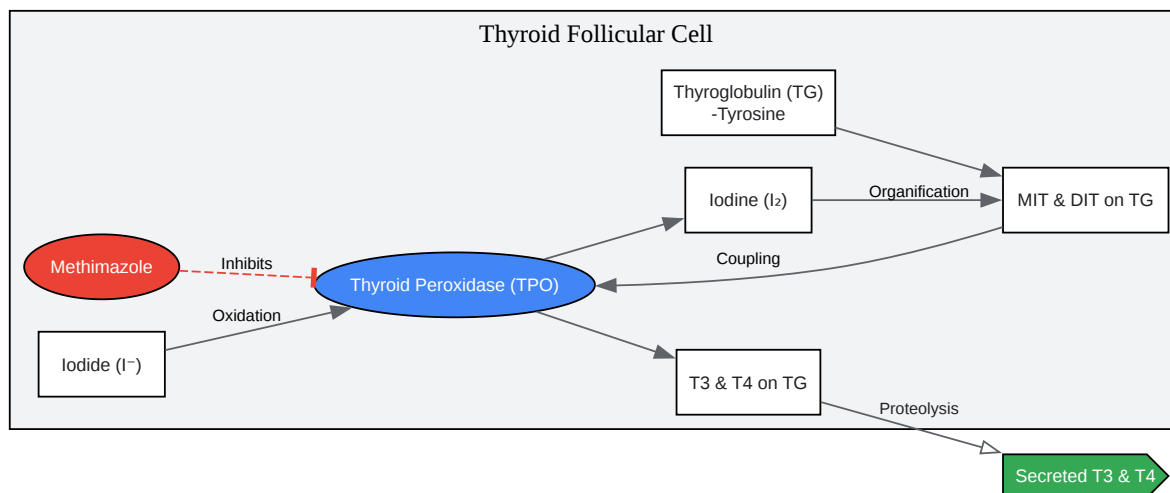 Thyroid Follicular Cell
Thyroglobulin (TG)
-Tyrosine
Iodine (I₂)
Organification
MIT & DIT on TG
Methimazole
Inhibits
Thyroid Peroxidase (TPO)
Coupling
Oxidation
Iodide (I⁻)
T3 & T4 on TG
Proteolysis
Secreted T3 & T4